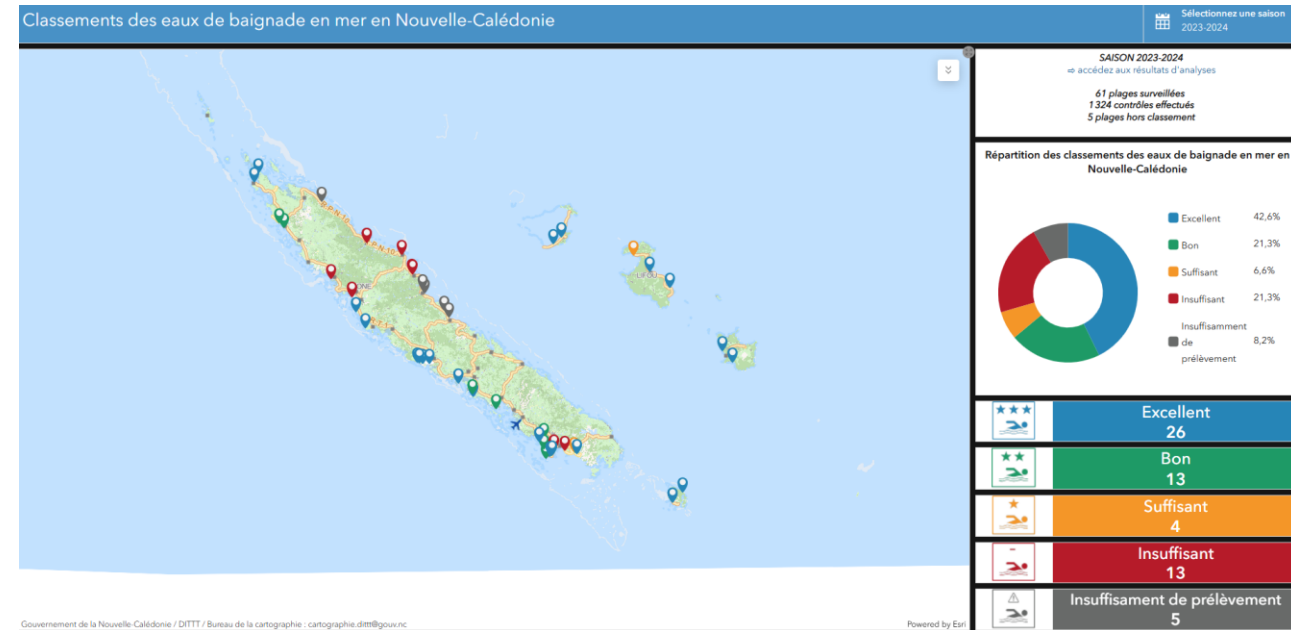 Classements des eaux de baignade en mer en Nouvelle-Calédonie
Sélectionnez une saison
2023-2024
SAISON 2023-2024
⇨ accédez aux résultats d'analyses
61 plages surveillées
1 324 contrôles effectués
5 plages hors classement
Répartition des classements des eaux de baignade en mer en
Nouvelle-Calédonie
Excellent 42,6%
Bon 21,3%
Suffisant 6,6%
Insuffisant 21,3%
Insuffisamment
de 8,2%
prélèvement
Excellent
26
Bon
13
Suffisant
4
Insuffisant
13
Insuffisament de prélèvement
5
LIFOU
Gouvernement de la Nouvelle-Calédonie / DITTT / Bureau de la cartographie : cartographie.dittt@gouv.nc
Powered by Esri